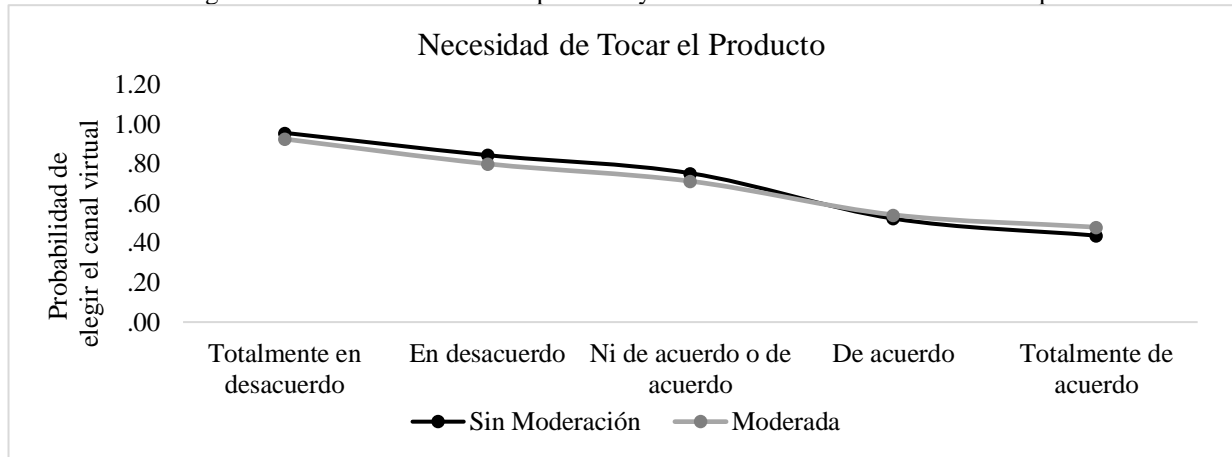 Necesidad de Tocar el Producto
Probabilidad de
elegir el canal virtual
1.20
1.00
.80
.60
.40
.20
.00
Totalmente en
desacuerdo
En desacuerdo
Ni de acuerdo o de
acuerdo
De acuerdo
Totalmente de
acuerdo
Sin Moderación
Moderada